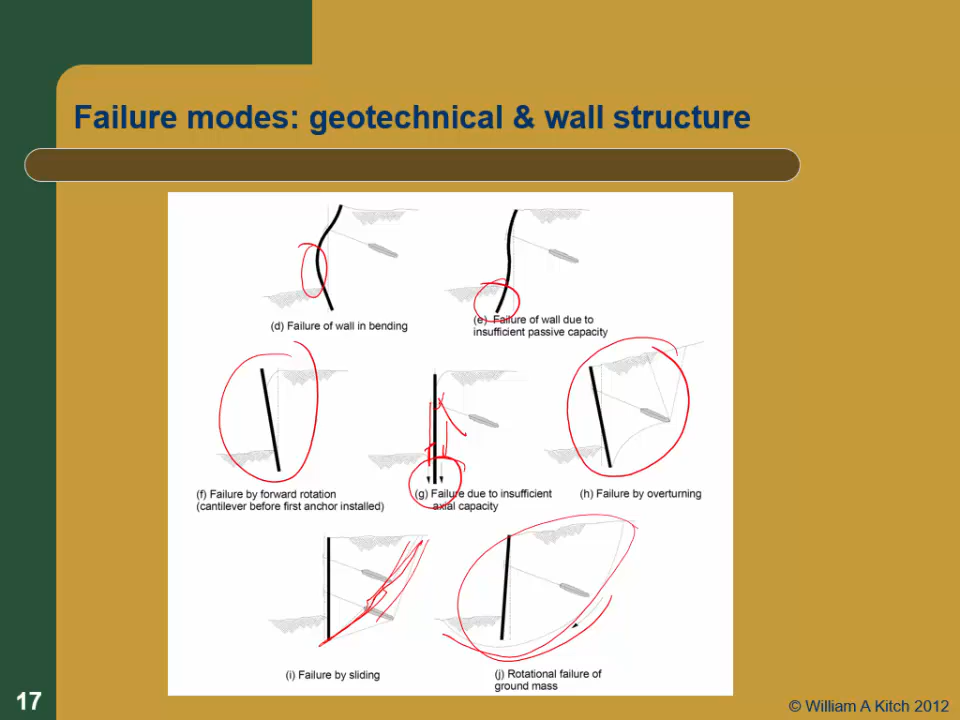 Failure modes: geotechnical & wall structure
(d) Failure of wall in bending
(e) Failure of wall due to
insufficient passive capacity
(f) Failure by forward rotation
(cantilever before first anchor installed)
(g) Failure due to insufficient
axial capacity
(h) Failure by overturning
(i) Failure by sliding
(j) Rotational failure of
ground mass
17
© William A Kitch 2012